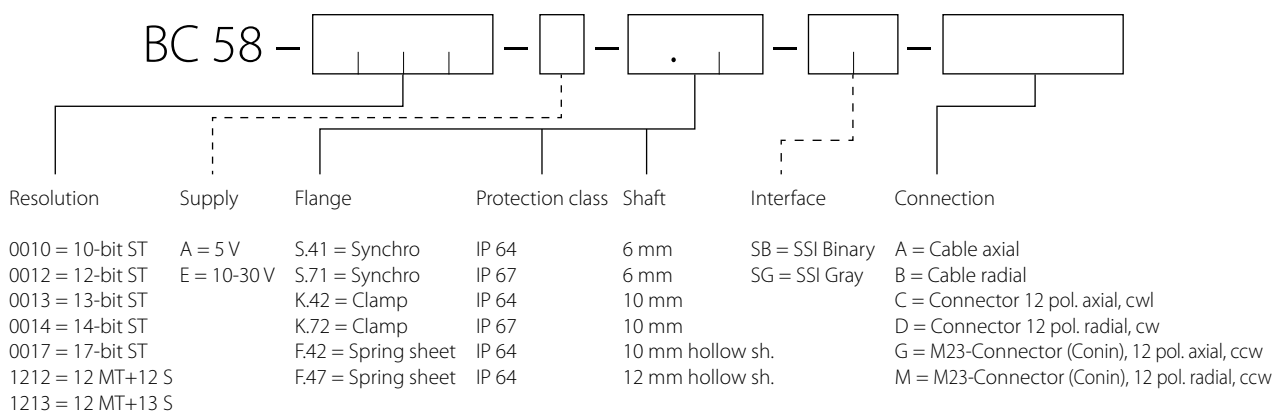 BC 58 – – – . – –
Resolution Supply Flange Protection class Shaft Interface Connection
0010 = 10-bit ST A = 5 V S.41 = Synchro IP 64 6 mm SB = SSI Binary A = Cable axial
0012 = 12-bit ST E = 10-30 V S.71 = Synchro IP 67 6 mm SG = SSI Gray B = Cable radial
0013 = 13-bit ST K.42 = Clamp IP 64 10 mm C = Connector 12 pol. axial, cwl
0014 = 14-bit ST K.72 = Clamp IP 67 10 mm D = Connector 12 pol. radial, cw
0017 = 17-bit ST F.42 = Spring sheet IP 64 10 mm hollow sh. G = M23-Connector (Conin), 12 pol. axial, ccw
1212 = 12 MT+12 S F.47 = Spring sheet IP 64 12 mm hollow sh. M = M23-Connector (Conin), 12 pol. radial, ccw
1213 = 12 MT+13 S